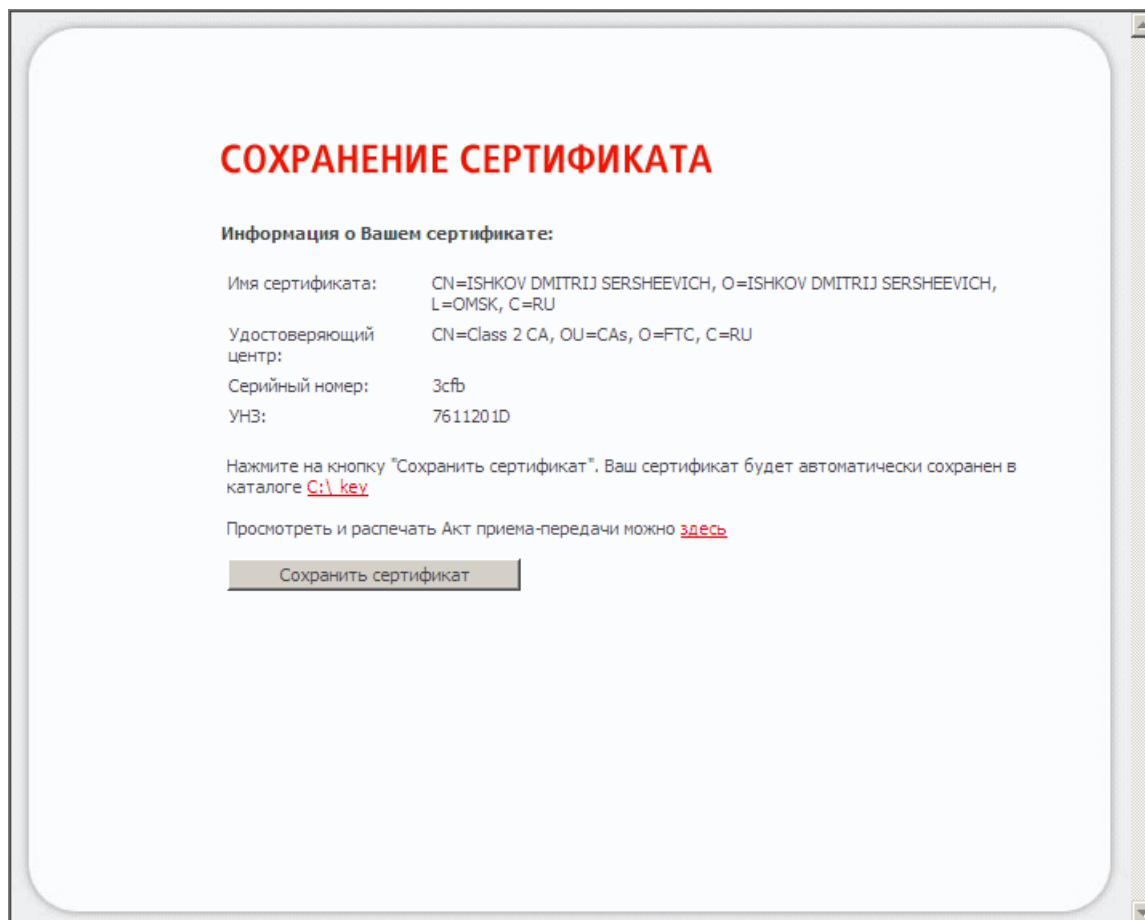 СОХРАНЕНИЕ СЕРТИФИКАТА
Информация о Вашем сертификате:
Имя сертификата: CN=ISHKOV DMITRIJ SERSHEEVICH, O=ISHKOV DMITRIJ SERSHEEVICH,
L=OMSK, C=RU
Удостоверяющий CN=Class 2 CA, OU=CAs, O=FTC, C=RU
центр:
Серийный номер: 3cfb
УНЗ: 7611201D
Нажмите на кнопку "Сохранить сертификат". Ваш сертификат будет автоматически сохранен в
каталоге C:\_key
Просмотреть и распечать Акт приема-передачи можно здесь
Сохранить сертификат